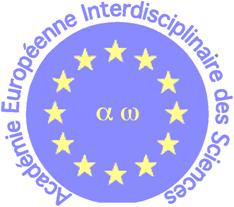 Académie Européenne Interdisciplinaire des Sciences
α ω